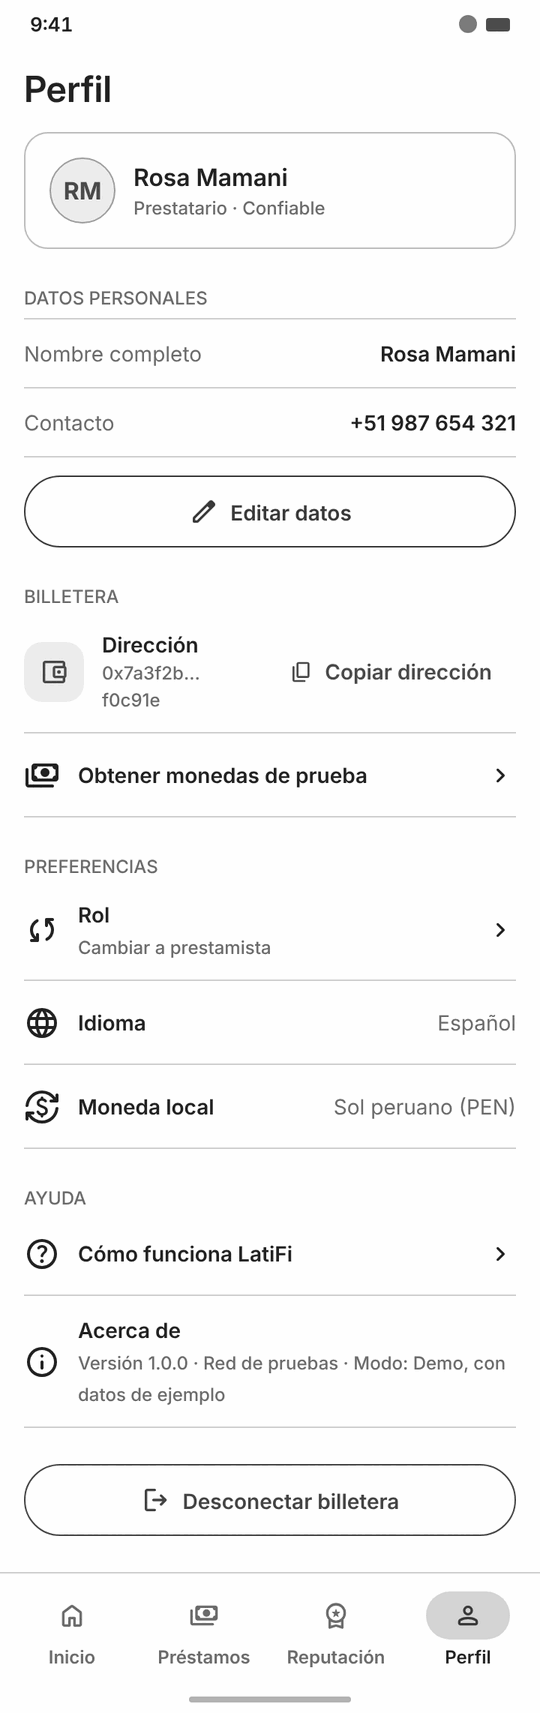 9:41
Perfil
RM
Rosa Mamani
Prestatario · Confiable
DATOS PERSONALES
Nombre completo
Rosa Mamani
Contacto
+51 987 654 321
Editar datos
BILLETERA
Dirección
0x7a3f2b...
f0c91e
Copiar dirección
Obtener monedas de prueba
PREFERENCIAS
Rol
Cambiar a prestamista
Idioma
Español
Moneda local
Sol peruano (PEN)
AYUDA
Cómo funciona LatiFi
Acerca de
Versión 1.0.0 · Red de pruebas · Modo: Demo, con
datos de ejemplo
Desconectar billetera
Inicio
Préstamos
Reputación
Perfil